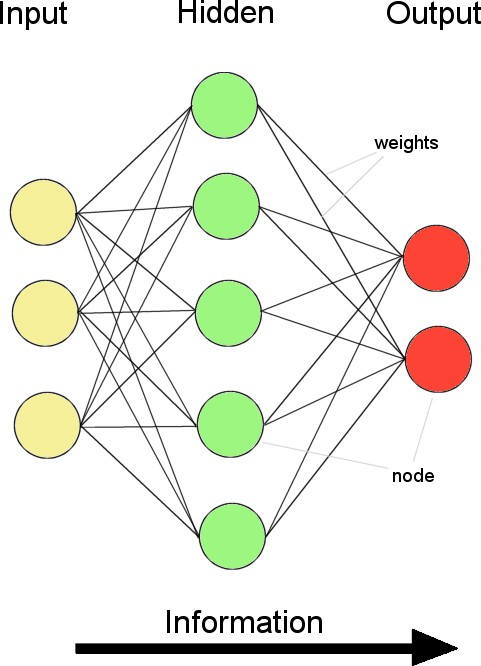 Input Hidden Output
weights
node
Information